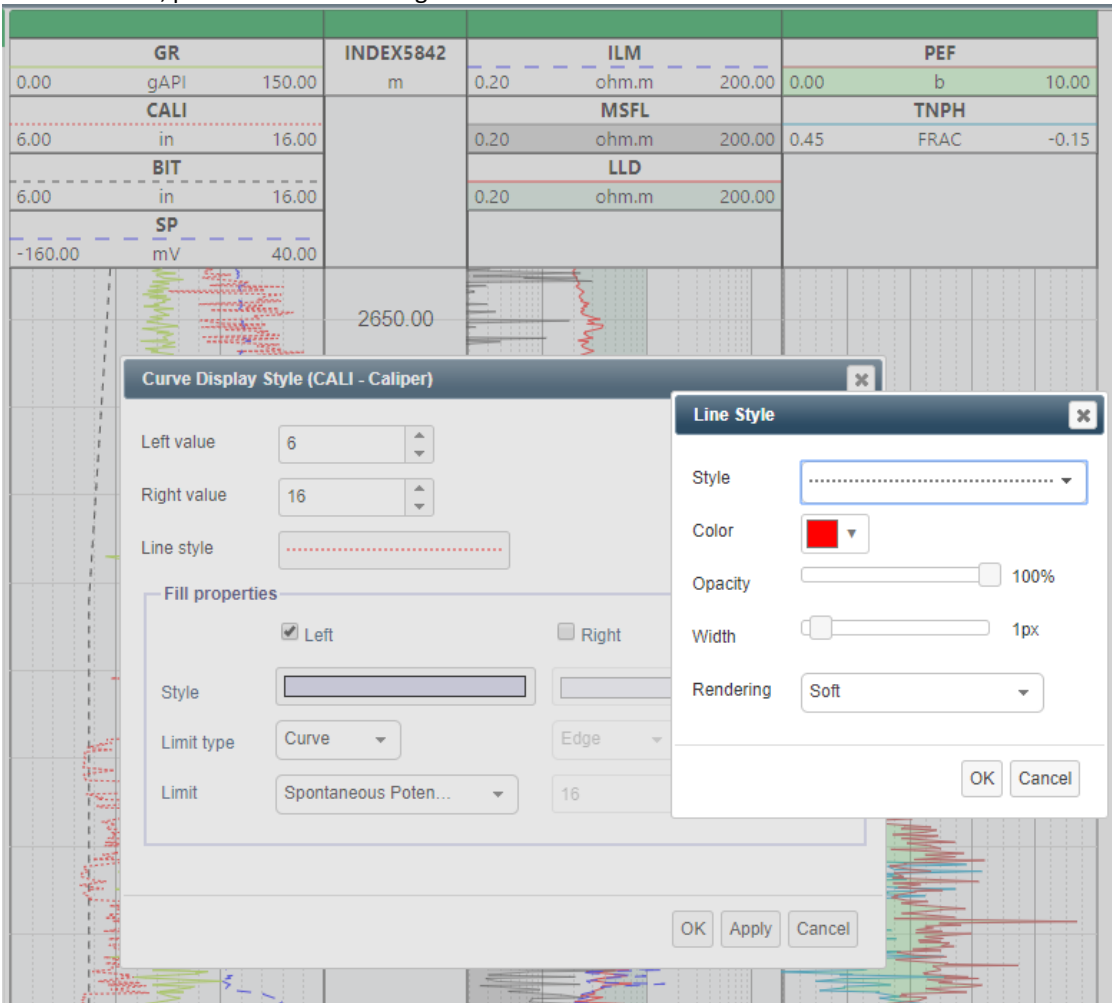 GR INDEX5842 ILM PEF
0.00 gAPI 150.00 m 0.20 ohm.m 200.00 0.00 b 10.00
CALI MSFL TNPH
6.00 in 16.00 0.20 ohm.m 200.00 0.45 FRAC -0.15
BIT LLD
6.00 in 16.00 0.20 ohm.m 200.00
SP
-160.00 mV 40.00
2650.00
Curve Display Style (CALI - Caliper)
Left value 6
Right value 16
Line style
Fill properties
Left Right
Style
Limit type Curve Edge
Limit Spontaneous Poten... 16
OK Apply Cancel
Line Style
Style
Color
Opacity 100%
Width 1px
Rendering Soft
OK Cancel